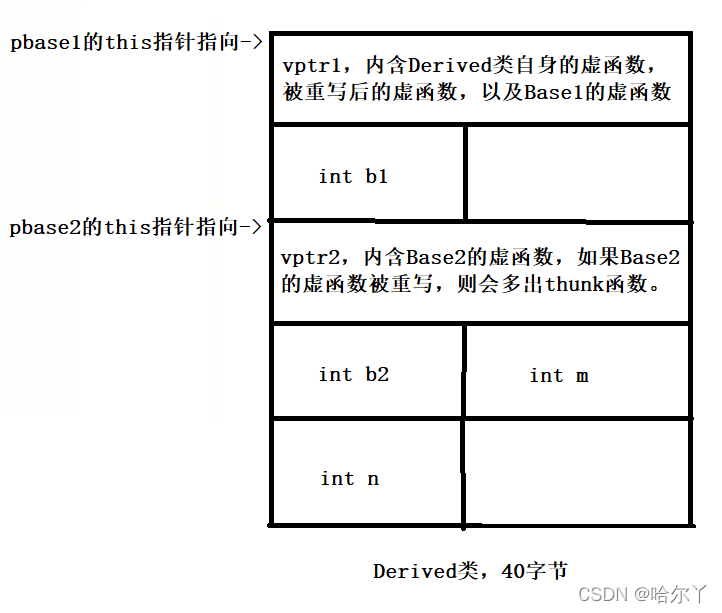 pbase1的this指针指向->
vptr1，内含Derived类自身的虚函数，
被重写后的虚函数，以及Base1的虚函数
int b1
pbase2的this指针指向->
vptr2，内含Base2的虚函数，如果Base2
的虚函数被重写，则会多出thunk函数。
int b2
int m
int n
Derived类，40字节
CSDN @哈尔丫